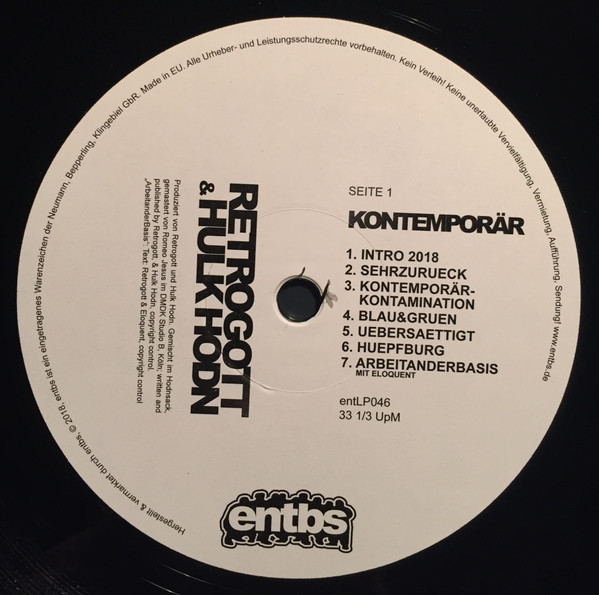 SEITE 1
KONTEMPORÄR
1. INTRO 2018
2. SEHRZURUECK
3. KONTEMPORÄR-
KONTAMINATION
4. BLAU&GRUEN
5. UEBERSAETTIGT
6. HUEPFBURG
7. ARBEITANDERBASIS
MIT ELOQUENT
entLP046
33 1/3 UpM
RETROGOTT
& HULK HODN
Produziert von Retrogott und Hulk Hodn. Gemischt im Hodnsack,
gemastert von Romeo Jesus im DMDK Studio B, Köln; written and
published by Retrogott, & Hulk Hodn, copyright control.
„ArbeitanderBasis": Text: Retrogott & Eloquent, copyright control
entbs
Hergestellt & vermarktet durch entbs, © 2018, entbs ist ein eingetragenes Warenzeichen der Neumann, Bepperling, Klingebiel GbR. Made in EU. Alle Urheber- und Leistungsschutzrechte vorbehalten. Kein Verleih! Keine unerlaubte Vervielfältigung, Vermietung, Aufführung, Sendung! www.entbs.de